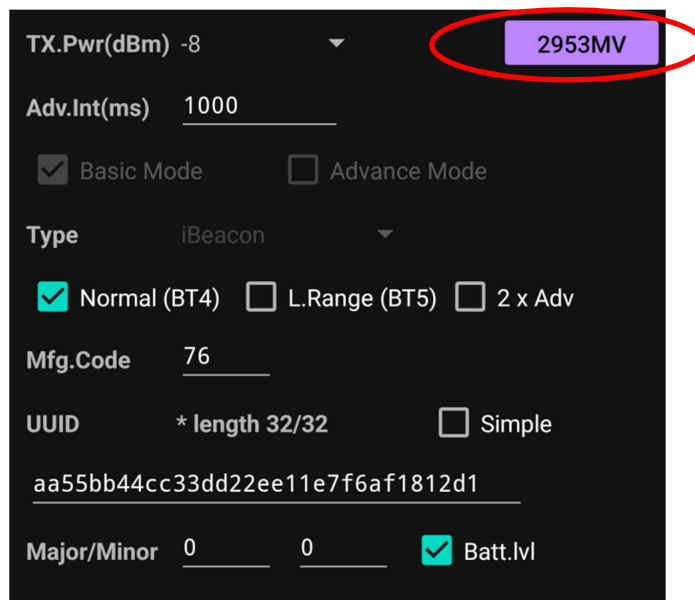 TX.Pwr(dBm) -8 2953MV
Adv.Int(ms) 1000
Basic Mode Advance Mode
Type iBeacon
Normal (BT4) L.Range (BT5) 2 x Adv
Mfg.Code 76
UUID * length 32/32 Simple
aa55bb44cc33dd22ee11e7f6af1812d1
Major/Minor 0 0 Batt.lvl